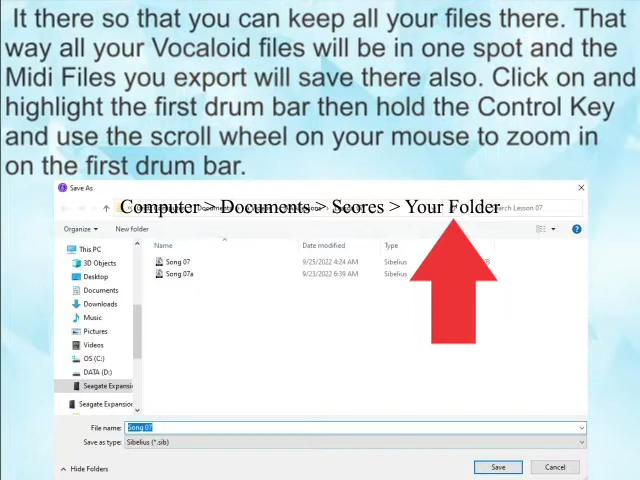 It there so that you can keep all your files there. That
way all your Vocaloid files will be in one spot and the
Midi Files you export will save there also. Click on and
highlight the first drum bar then hold the Control Key
and use the scroll wheel on your mouse to zoom in
on the first drum bar.
Save As
Computer > Documents > Scores > Your Folder
Lesson 07
Organize New folder
Name Date modified Type
This PC
3D Objects
Desktop
Documents
Downloads
Music
Pictures
Videos
OS (C:)
DATA (D:)
Seagate Expansi
Seagate Expansion
Song 07 9/25/2022 4:24 AM Sibelius
Song 07a 9/23/2022 6:39 AM Sibelius
File name: Song 07
Save as type: Sibelius (*.sib)
Hide Folders Save Cancel